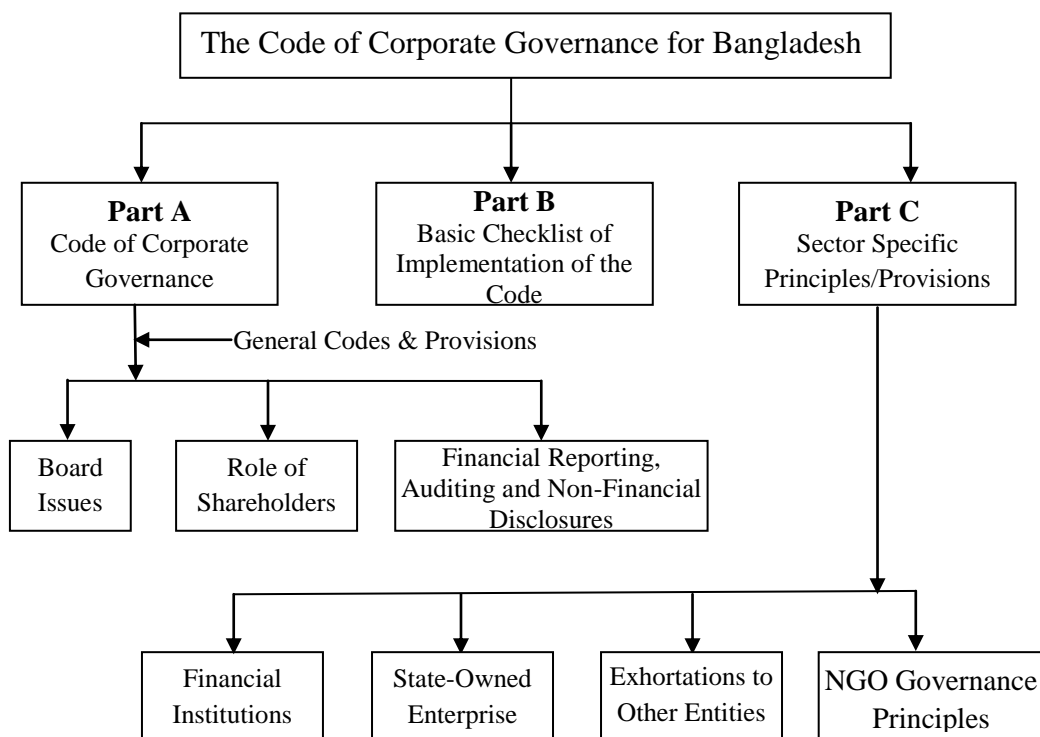 The Code of Corporate Governance for Bangladesh
Part A
Code of Corporate
Governance
Part B
Basic Checklist of
Implementation of the
Code
Part C
Sector Specific
Principles/Provisions
General Codes & Provisions
Board
Issues
Role of
Shareholders
Financial Reporting,
Auditing and Non-Financial
Disclosures
Financial
Institutions
State-Owned
Enterprise
Exhortations to
Other Entities
NGO Governance
Principles